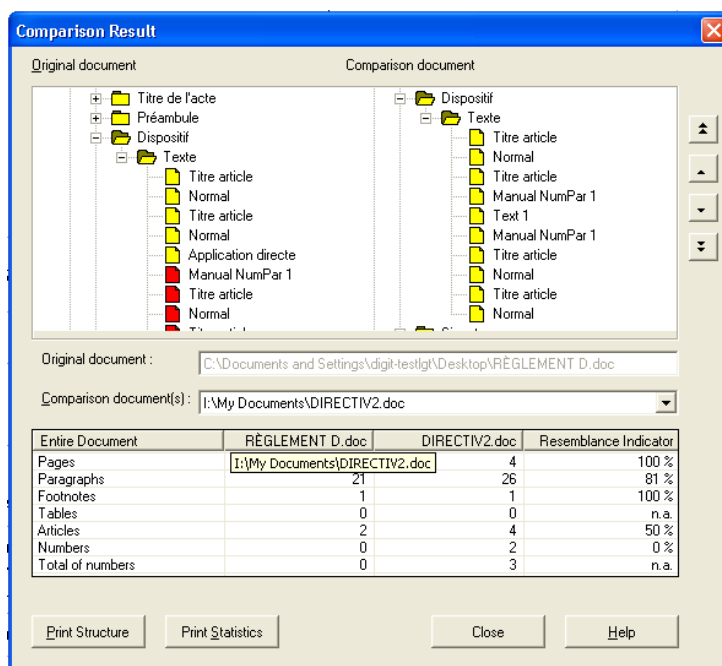 Comparison Result
Original document
Comparison document
Titre de l'acte
Préambule
Dispositif
Texte
Titre article
Normal
Titre article
Normal
Application directe
Manual NumPar 1
Titre article
Normal
Dispositif
Texte
Titre article
Normal
Titre article
Manual NumPar 1
Text 1
Manual NumPar 1
Titre article
Normal
Titre article
Normal
Original document : C:\Documents and Settings\digit-testlgt\Desktop\RÈGLEMENT D.doc
Comparison document(s) : I:\My Documents\DIRECTIV2.doc
Entire Document RÈGLEMENT D.doc DIRECTIV2.doc Resemblance Indicator
Pages 4 100 %
I:\My Documents\DIRECTIV2.doc
Paragraphs 21 26 81 %
Footnotes 1 1 100 %
Tables 0 0 n.a.
Articles 2 4 50 %
Numbers 0 2 0 %
Total of numbers 0 3 n.a.
Print Structure Print Statistics Close Help